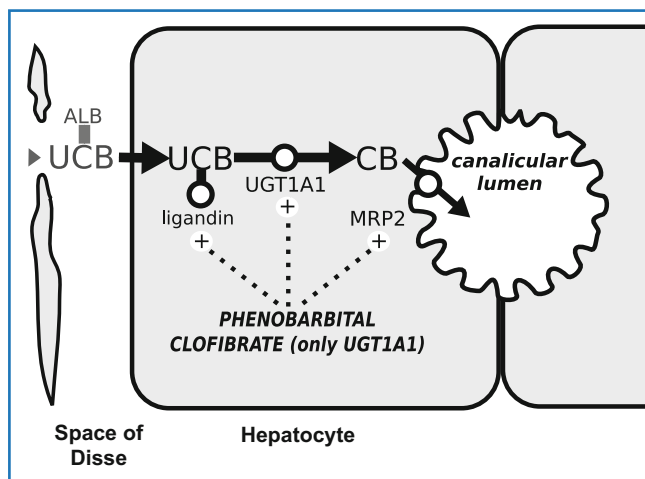 ALB
UCB
UCB
CB
UGT1A1
ligandin
MRP2
+
+
+
canalicular
lumen
PHENOBARBITAL
CLOFIBRATE (only UGT1A1)
Space of
Disse
Hepatocyte